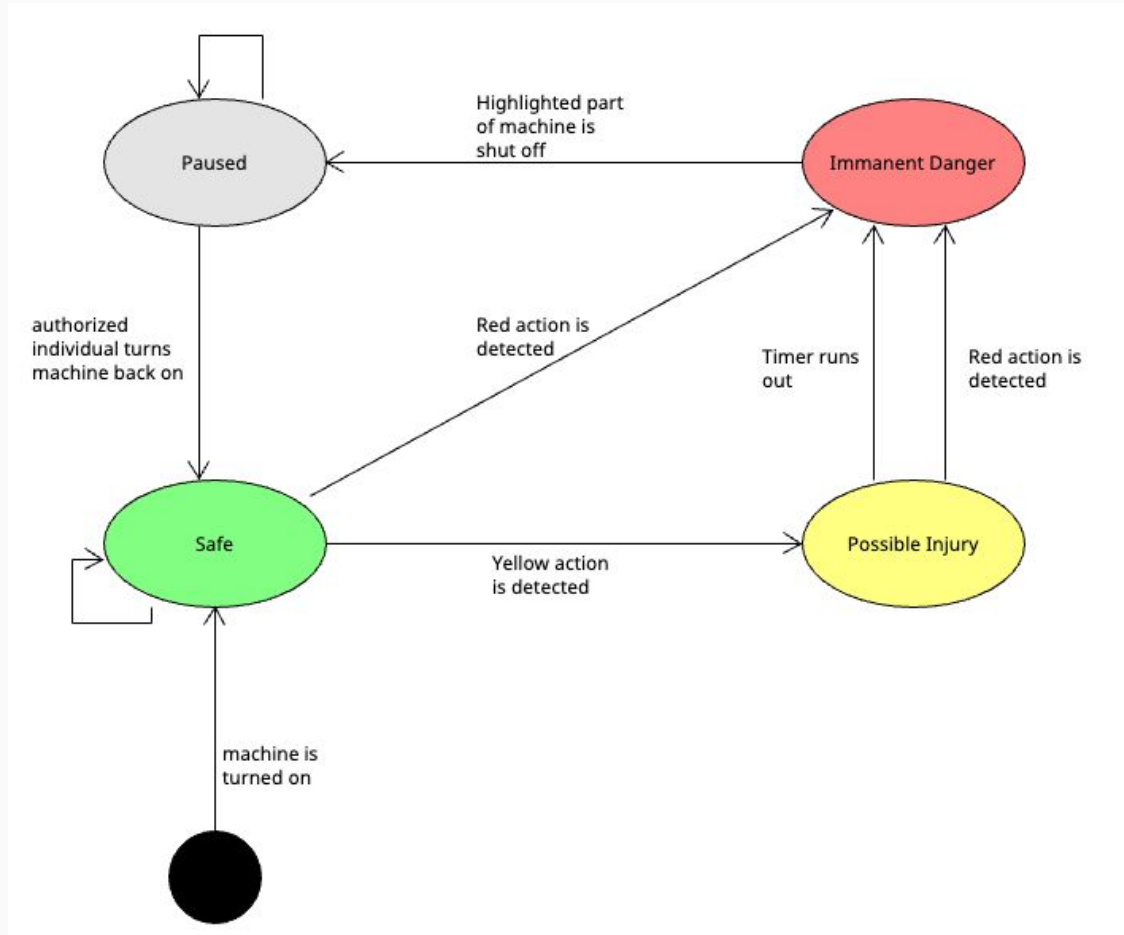 Highlighted part
of machine is
shut off
Paused
Immanent Danger
authorized
individual turns
machine back on
Red action is
detected
Timer runs
out
Red action is
detected
Safe
Possible Injury
Yellow action
is detected
machine is
turned on